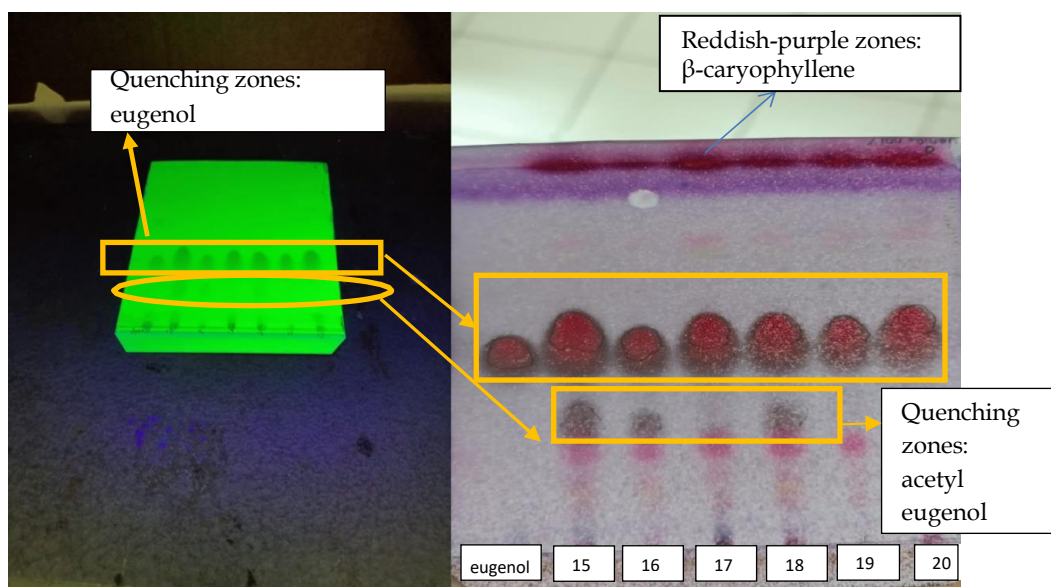 Quenching zones:
eugenol
Reddish-purple zones:
β-caryophyllene
Quenching
zones:
acetyl
eugenol
eugenol
15
16
17
18
19
20